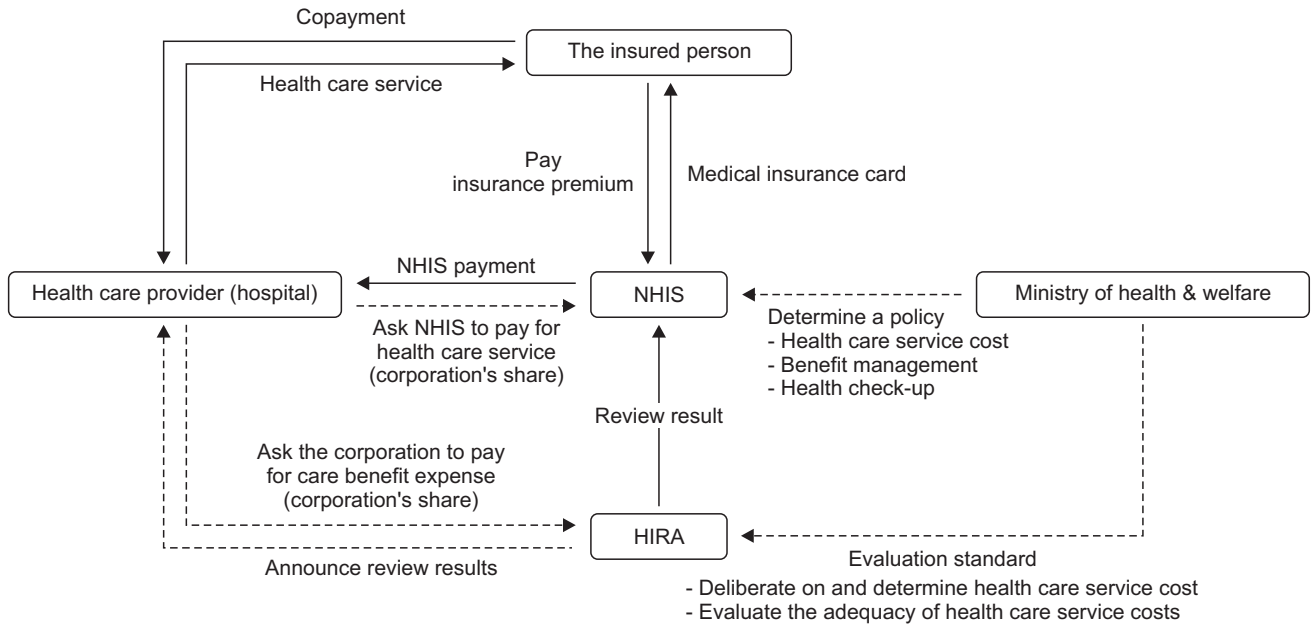 Copayment
The insured person
Health care service
Pay
insurance premium
Medical insurance card
NHIS payment
Health care provider (hospital)
NHIS
Ministry of health & welfare
Ask NHIS to pay for
health care service
(corporation's share)
Determine a policy
- Health care service cost
- Benefit management
- Health check-up
Review result
Ask the corporation to pay
for care benefit expense
(corporation's share)
HIRA
Announce review results
Evaluation standard
- Deliberate on and determine health care service cost
- Evaluate the adequacy of health care service costs